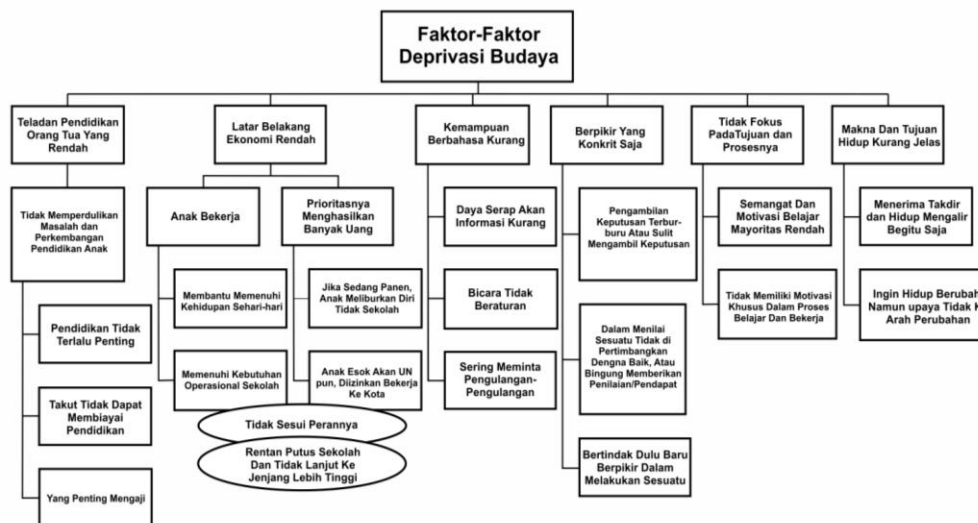 Faktor-Faktor
Deprivasi Budaya
Teladan Pendidikan
Orang Tua Yang
Rendah
Latar Belakang
Ekonomi Rendah
Kemampuan
Berbahasa Kurang
Berpikir Yang
Konkrit Saja
Tidak Fokus
PadaTujuan dan
Prosesnya
Makna Dan Tujuan
Hidup Kurang Jelas
Tidak Memperdulikan
Masalah dan
Perkembangan
Pendidikan Anak
Pendidikan Tidak
Terlalu Penting
Takut Tidak Dapat
Membiayai
Pendidikan
Yang Penting Mengaji
Anak Bekerja
Membantu Memenuhi
Kehidupan Sehari-hari
Memenuhi Kebutuhan
Operasional Sekolah
Prioritasnya
Menghasilkan
Banyak Uang
Jika Sedang Panen,
Anak Meliburkan Diri
Tidak Sekolah
Anak Esok Akan UN
pun, Diizinkan Bekerja
Ke Kota
Tidak Sesui Perannya
Rentan Putus Sekolah
Dan Tidak Lanjut Ke
Jenjang Lebih Tinggi
Daya Serap Akan
Informasi Kurang
Bicara Tidak
Beraturan
Sering Meminta
Pengulangan-
Pengulangan
Pengambilan
Keputusan Terbur-
buru Atau Sulit
Mengambil Keputusan
Dalam Menilai
Sesuatu Tidak di
Pertimbangkan
Dengna Baik, Atau
Bingung Memberikan
Penilaian/Pendapat
Bertindak Dulu Baru
Berpikir Dalam
Melakukan Sesuatu
Semangat Dan
Motivasi Belajar
Mayoritas Rendah
Tidak Memiliki Motivasi
Khusus Dalam Proses
Belajar Dan Bekerja
Menerima Takdir
dan Hidup Mengalir
Begitu Saja
Ingin Hidup Berubah
Namun upaya Tidak K
Arah Perubahan